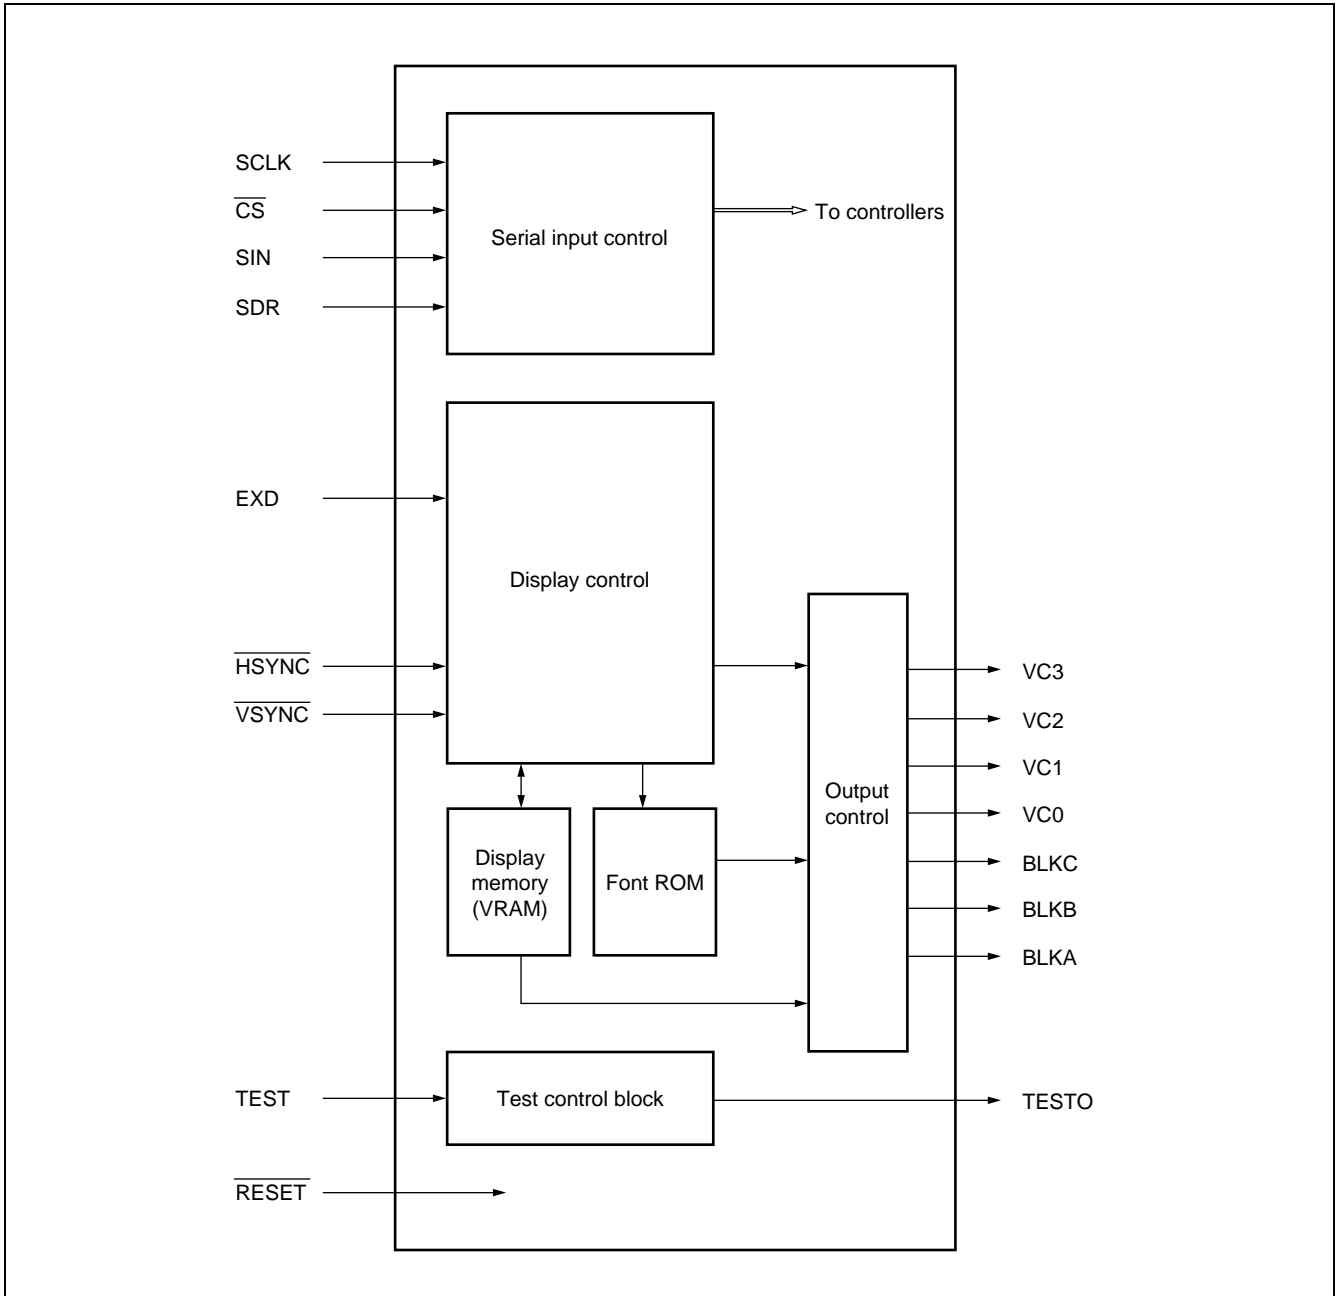 SCLK
CS
SIN
SDR
Serial input control
To controllers
EXD
HSYNC
VSYNC
Display control
Display
memory
(VRAM)
Font ROM
Output
control
VC3
VC2
VC1
VC0
BLKC
BLKB
BLKA
TEST
Test control block
TESTO
RESET